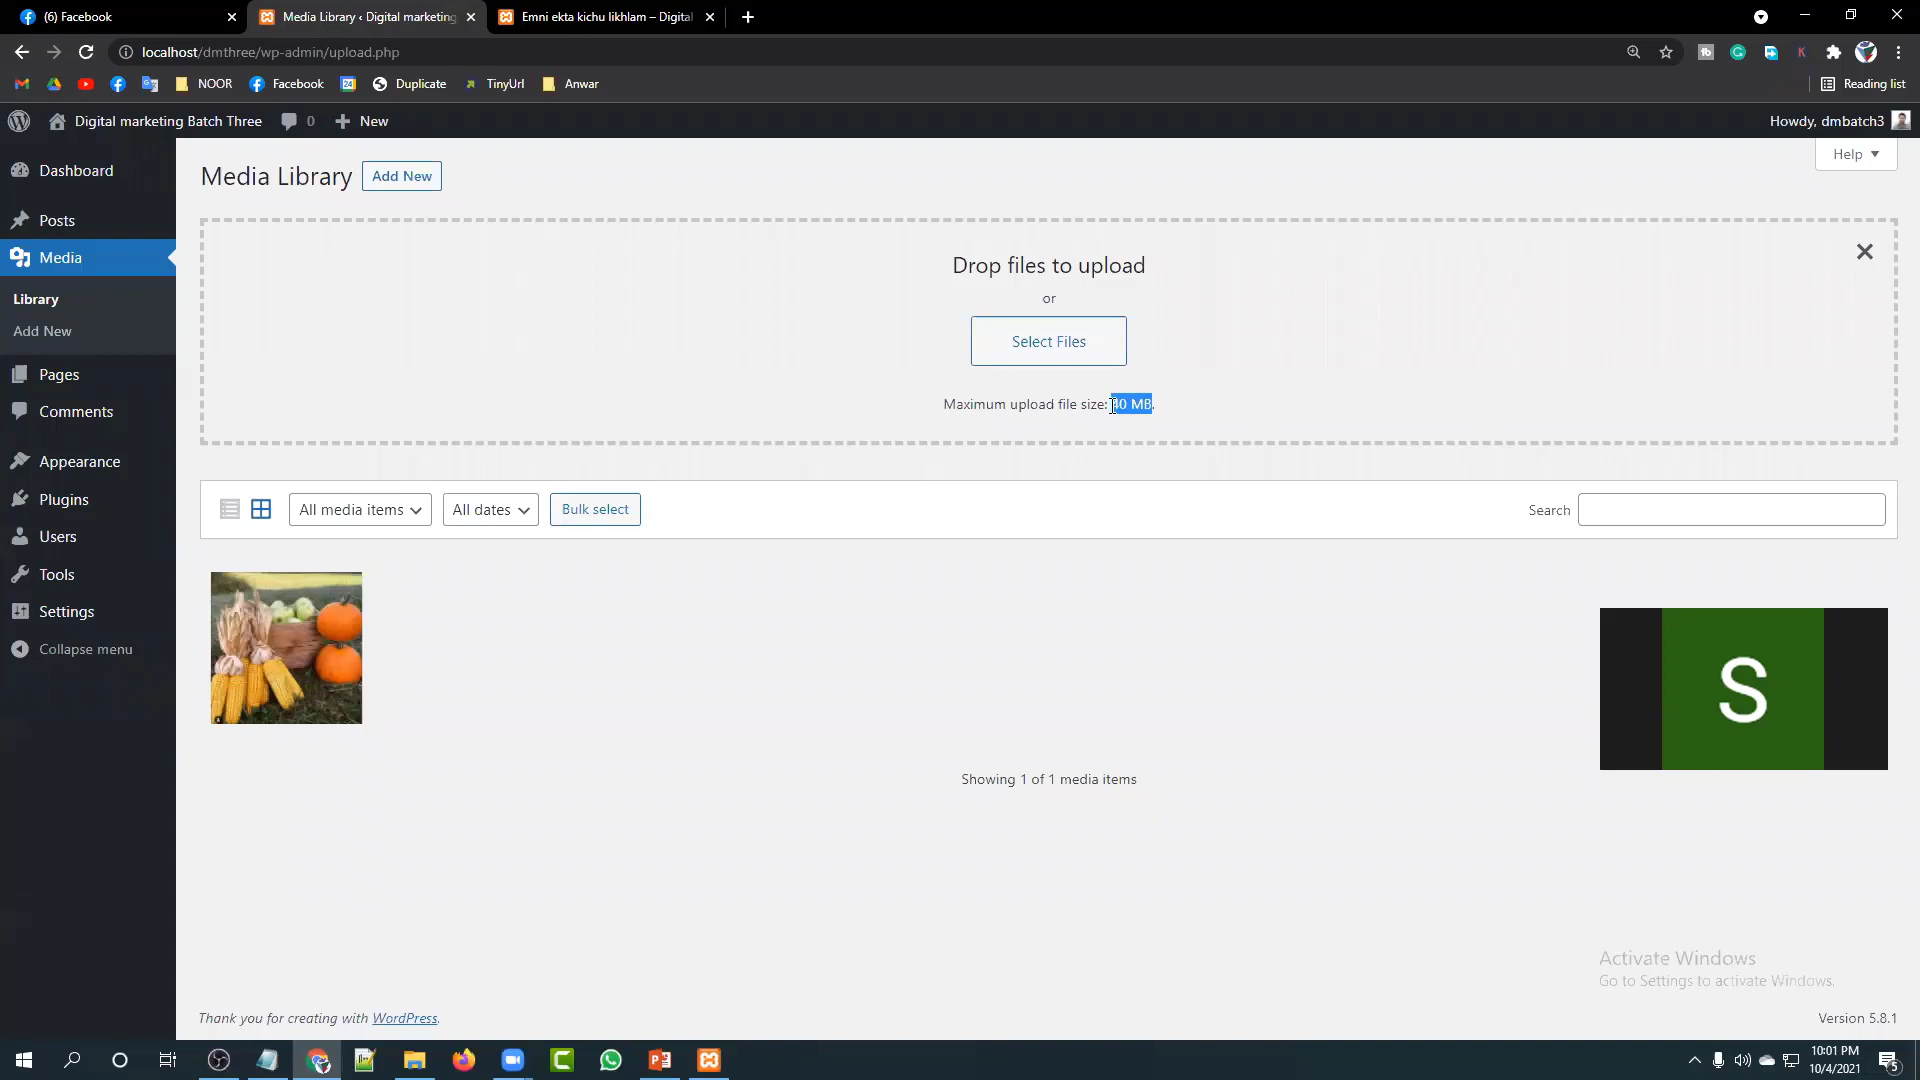 (6) Facebook
Media Library ‹ Digital marketing
Emni ekta kichu likhlam – Digital
localhost/dmthree/wp-admin/upload.php
NOOR
Facebook
24
Duplicate
TinyUrl
Anwar
Reading list
Digital marketing Batch Three
0
New
Howdy, dmbatch3
Help
Dashboard
Posts
Media
Library
Add New
Pages
Comments
Appearance
Plugins
Users
Tools
Settings
Collapse menu
Media Library
Add New
Drop files to upload
or
Select Files
Maximum upload file size: 40 MB.
All media items
All dates
Bulk select
Search
S
Showing 1 of 1 media items
Activate Windows
Go to Settings to activate Windows.
Thank you for creating with WordPress.
Version 5.8.1
10:01 PM
10/4/2021
5